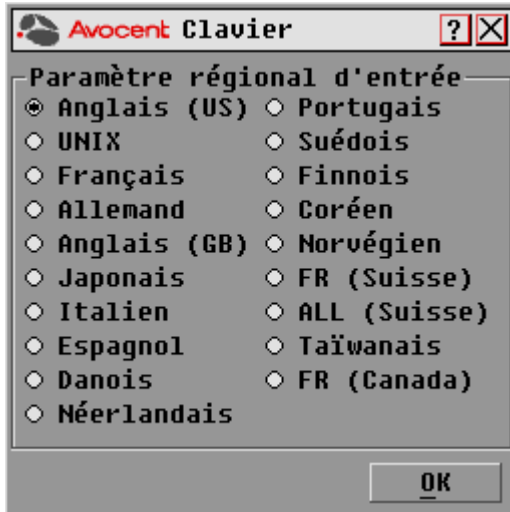 Avocent Clavier ? X
Paramètre régional d'entrée
Anglais (US)
UNIX
Français
Allemand
Anglais (GB)
Japonais
Italien
Espagnol
Danois
Néerlandais
Portugais
Suédois
Finnois
Coréen
Norvégien
FR (Suisse)
ALL (Suisse)
Taïwanais
FR (Canada)
OK